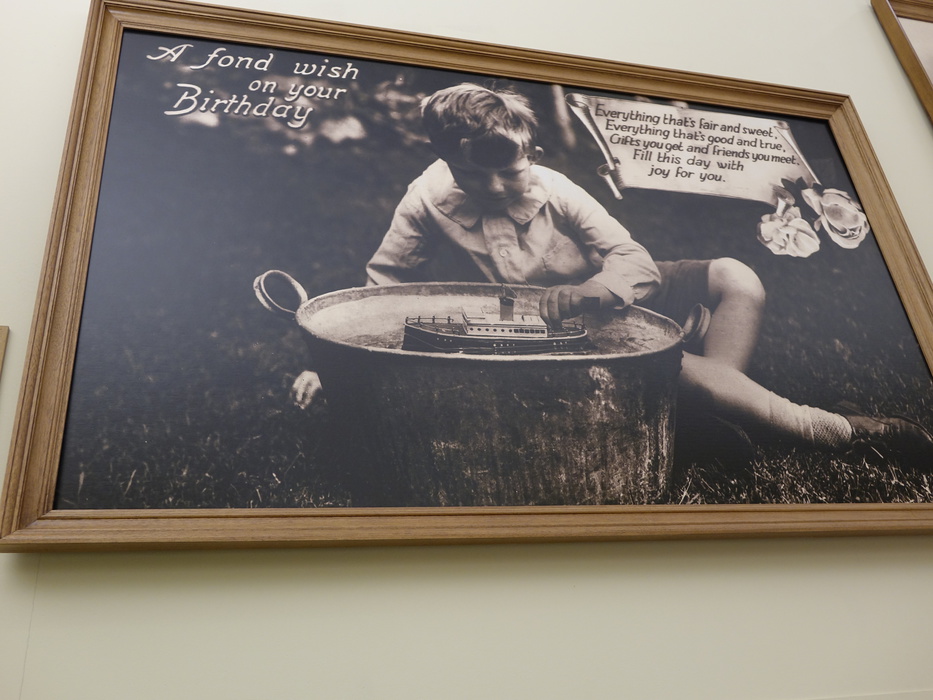 A fond wish
on your
Birthday
Everything that's fair and sweet,
Everything that's good and true,
Gifts you get and friends you meet.
Fill this day with
joy for you.